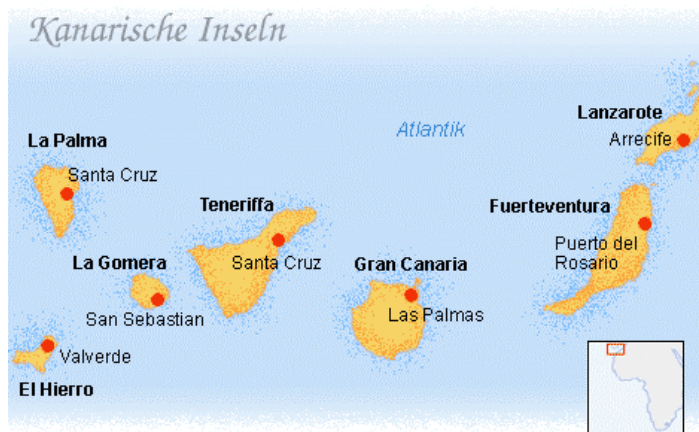 Kanarische Inseln
Lanzarote
Arrecife
Atlantik
La Palma
Santa Cruz
Teneriffa
Santa Cruz
Fuerteventura
Puerto del
Rosario
La Gomera
San Sebastian
Gran Canaria
Las Palmas
Valverde
El Hierro